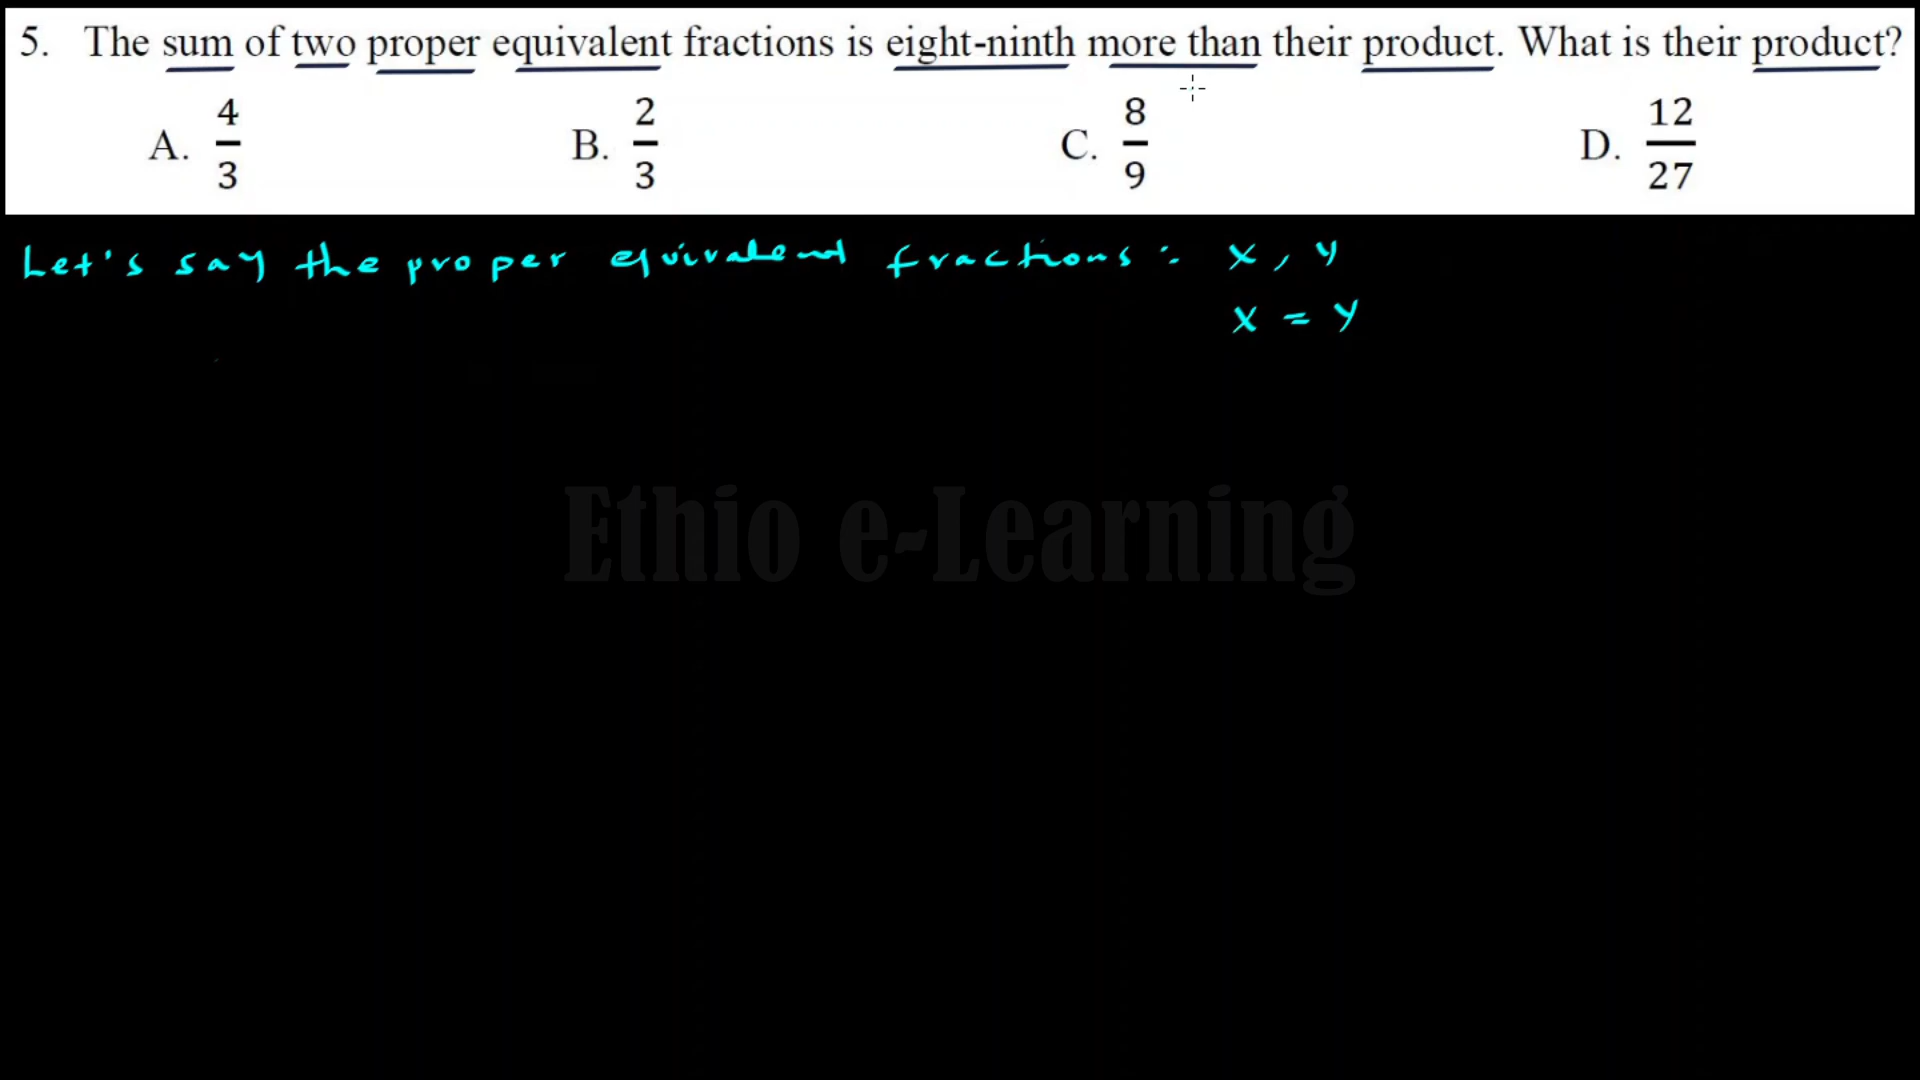 5. The sum of two proper equivalent fractions is eight-ninth more than their product. What is their product?
A. 4/3 B. 2/3 C. 8/9 D. 12/27
Let's say the proper equivalent fractions: x, y
x = y
Ethio e-Learning